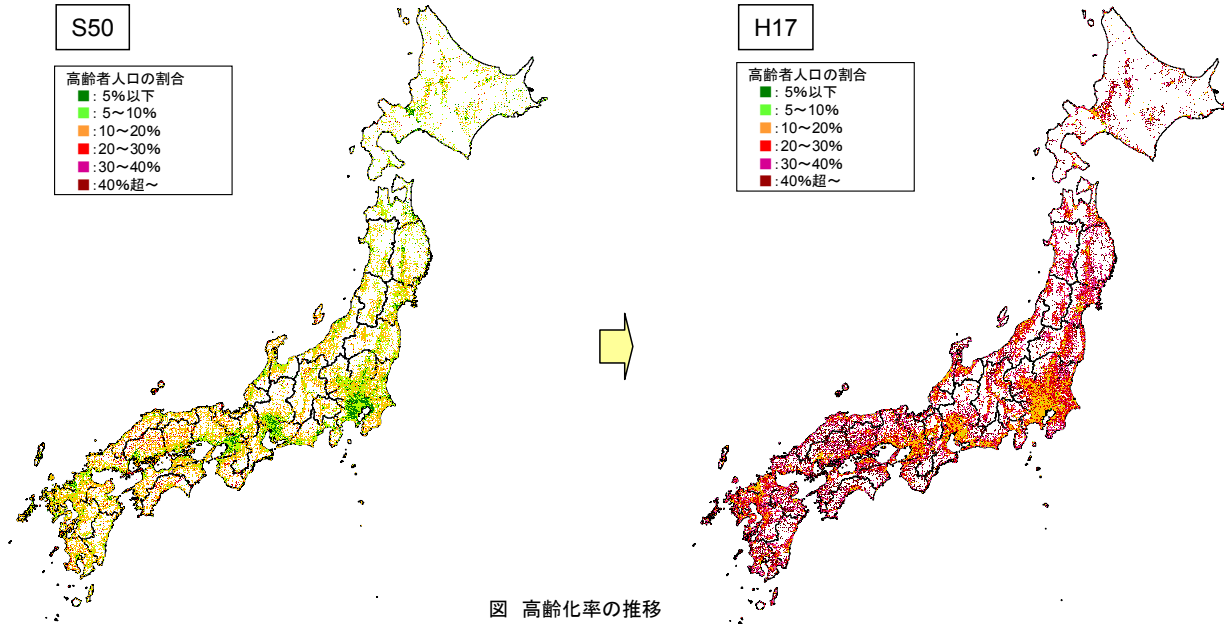 S50
高齢者人口の割合
■：5%以下
■：5～10%
■：10～20%
■：20～30%
■：30～40%
■：40%超～
H17
高齢者人口の割合
■：5%以下
■：5～10%
■：10～20%
■：20～30%
■：30～40%
■：40%超～
図 高齢化率の推移